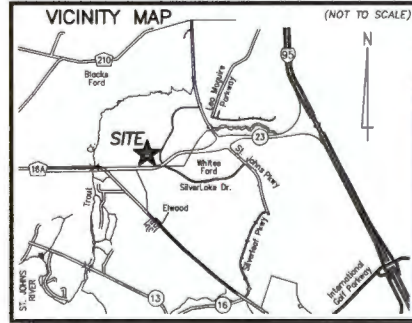 VICINITY MAP
(NOT TO SCALE)
N
95
210
Blacks
Ford
Leo Maguire
Parkway
SITE
23
16A
Cr.
Trout
Whites
Ford
St Johns Pkwy
SilverLake Dr.
Elwood
Silverleaf Pkwy
ST. JOHNS
RIVER
13
16
International
Golf Parkway